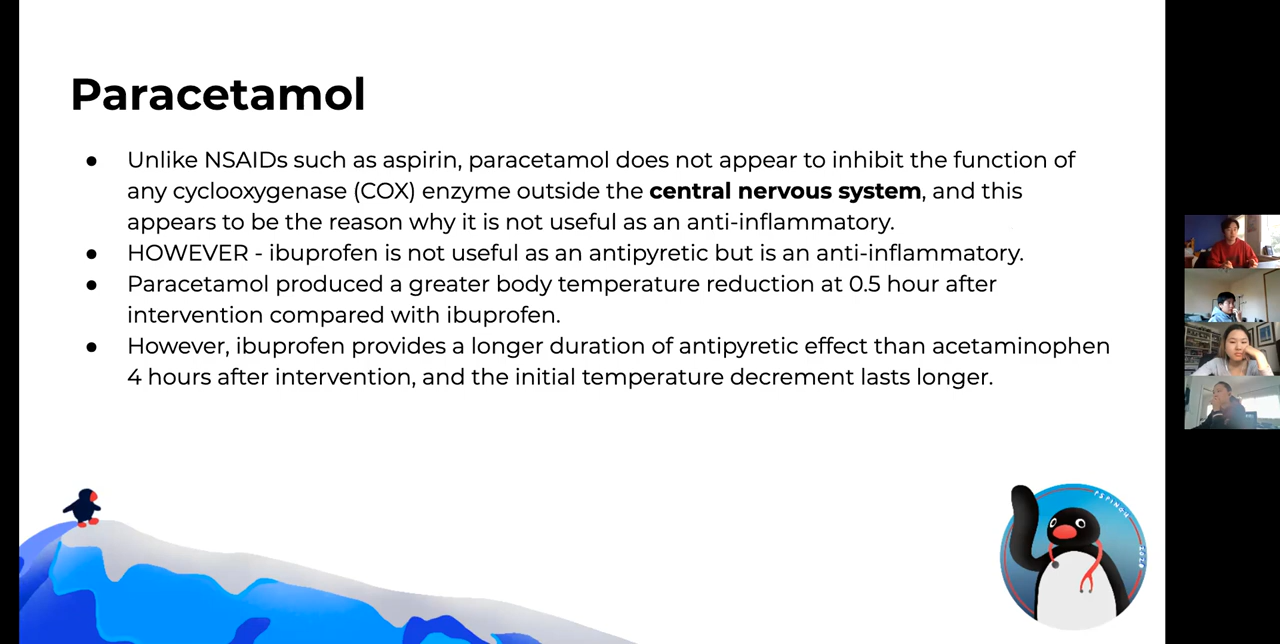 Paracetamol
● Unlike NSAIDs such as aspirin, paracetamol does not appear to inhibit the function of
any cyclooxygenase (COX) enzyme outside the central nervous system, and this
appears to be the reason why it is not useful as an anti-inflammatory.
● HOWEVER - ibuprofen is not useful as an antipyretic but is an anti-inflammatory.
● Paracetamol produced a greater body temperature reduction at 0.5 hour after
intervention compared with ibuprofen.
● However, ibuprofen provides a longer duration of antipyretic effect than acetaminophen
4 hours after intervention, and the initial temperature decrement lasts longer.
2020